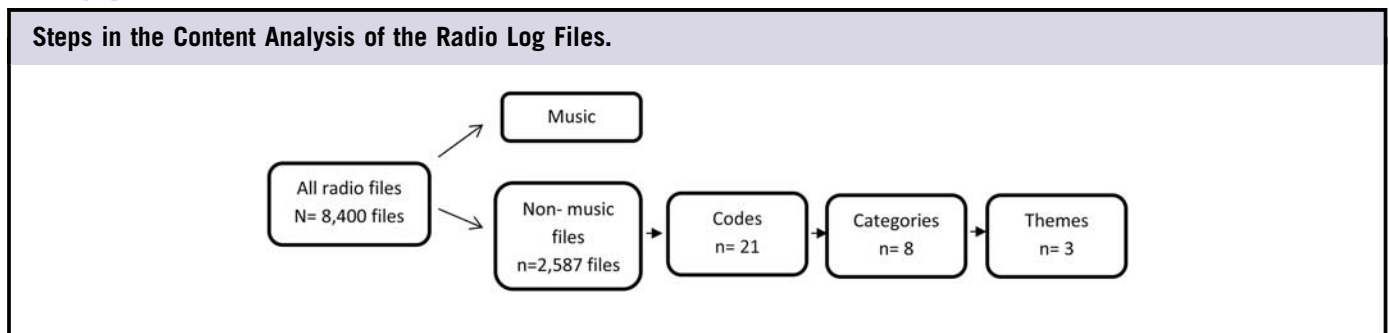 Steps in the Content Analysis of the Radio Log Files.
Music
All radio files
N= 8,400 files
Non- music
files
n=2,587 files
Codes
n= 21
Categories
n= 8
Themes
n= 3